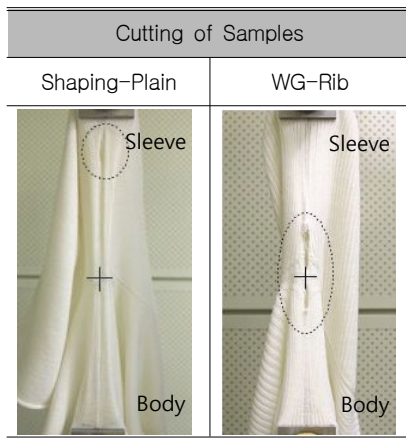 Cutting of Samples
Shaping-Plain
WG-Rib
Sleeve
Body
Sleeve
Body